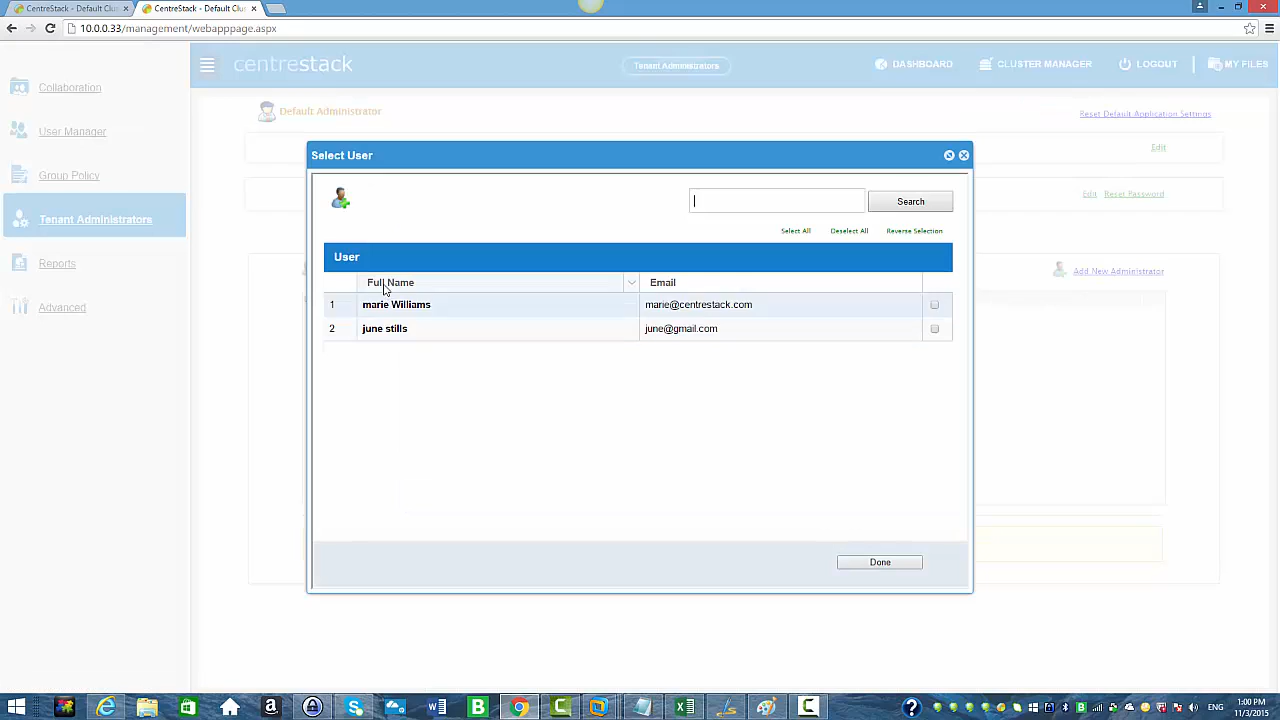 CentreStack - Default Clu
CentreStack - Default Clu
10.0.0.33/management/webapppage.aspx
centrestack
Tenant Administrators
DASHBOARD
CLUSTER MANAGER
LOGOUT
MY FILES
Collaboration
User Manager
Group Policy
Tenant Administrators
Reports
Advanced
Default Administrator
Reset Default Application Settings
Edit
Edit Reset Password
Add New Administrator
Select User
Search
Select All Deselect All Reverse Selection
User
Full Name Email
1 marie Williams marie@centrestack.com
2 june stills june@gmail.com
Done
ENG
1:00 PM
11/3/2015